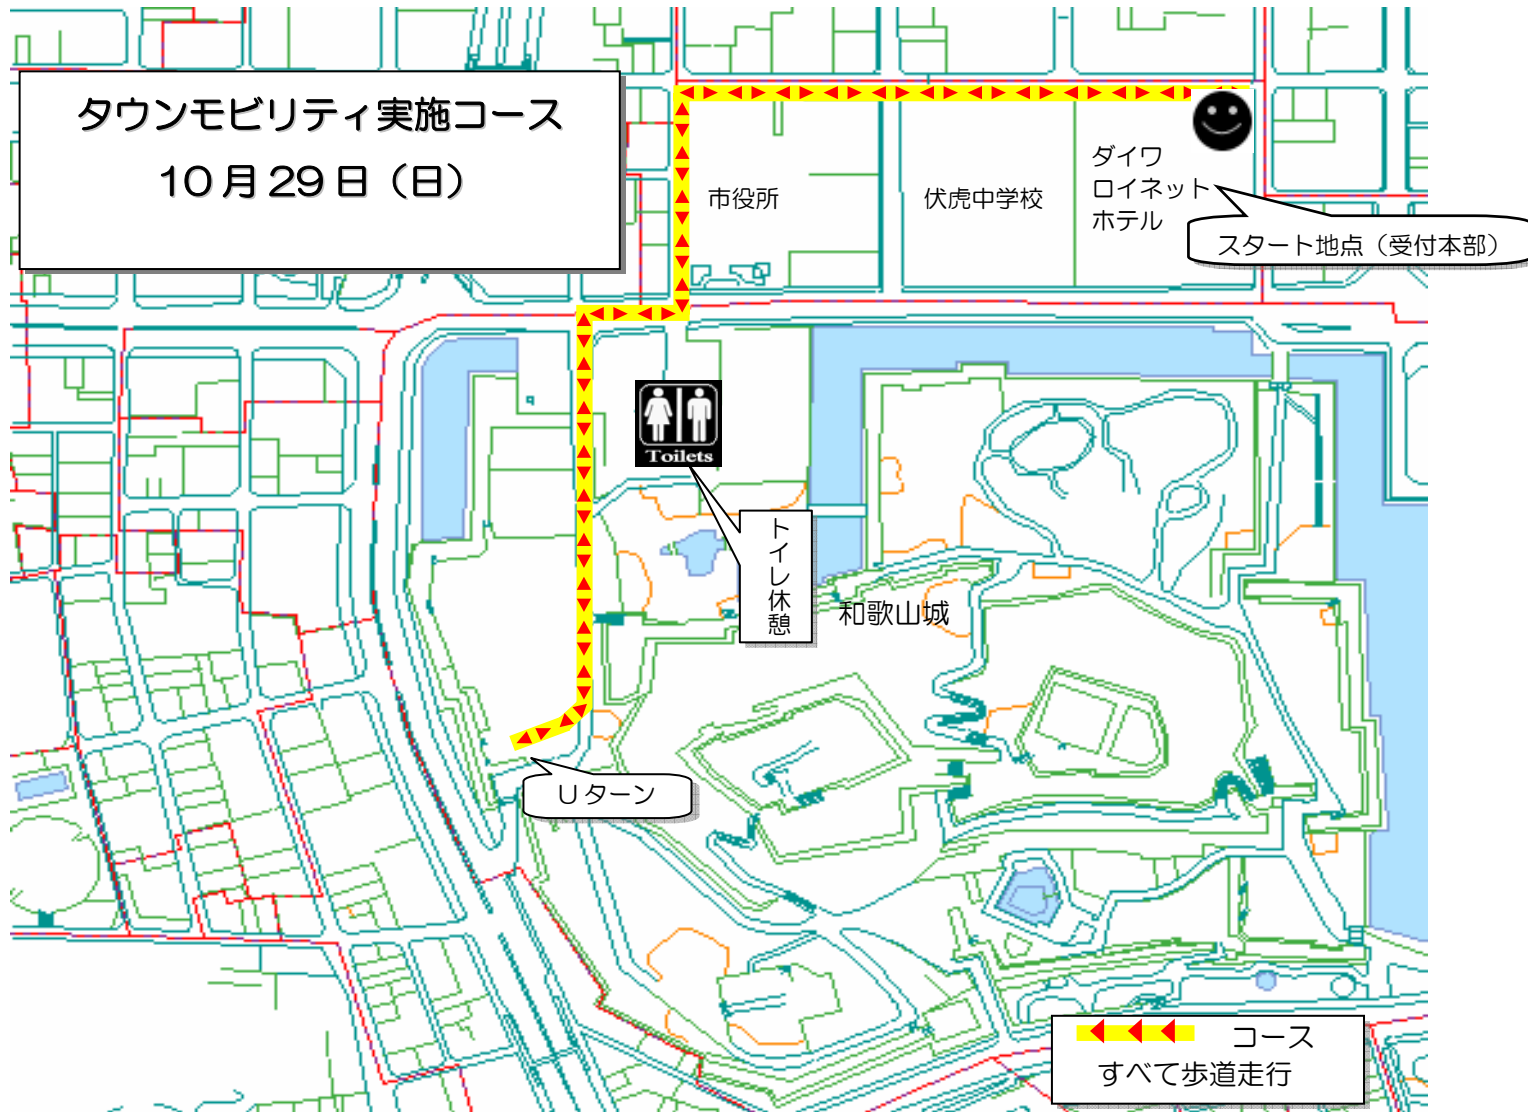 タウンモビリティ実施コース
10月29日（日）
市役所
伏虎中学校
ダイワ
ロイネット
ホテル
スタート地点（受付本部）
Toilets
トイレ休憩
和歌山城
Uターン
コース
すべて歩道走行